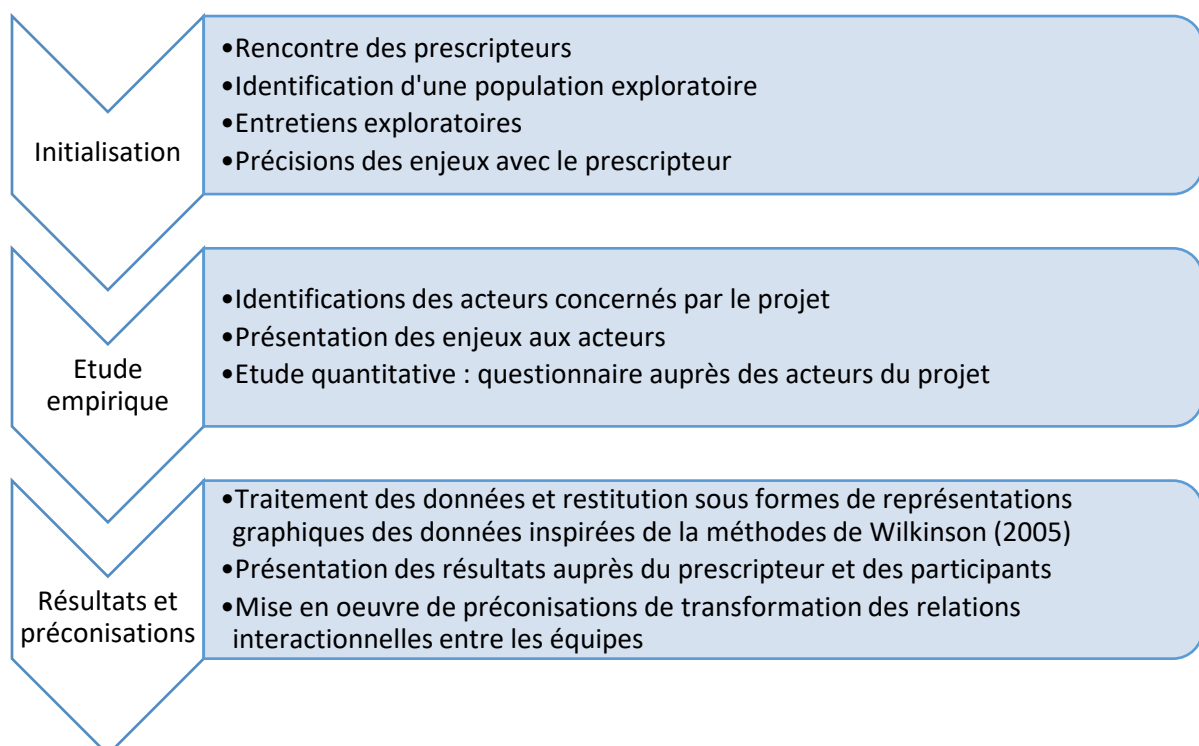 Initialisation
•Rencontre des prescripteurs
•Identification d'une population exploratoire
•Entretiens exploratoires
•Précisions des enjeux avec le prescripteur
Etude
empirique
•Identifications des acteurs concernés par le projet
•Présentation des enjeux aux acteurs
•Etude quantitative : questionnaire auprès des acteurs du projet
Résultats et
préconisations
•Traitement des données et restitution sous formes de représentations
graphiques des données inspirées de la méthodes de Wilkinson (2005)
•Présentation des résultats auprès du prescripteur et des participants
•Mise en oeuvre de préconisations de transformation des relations
interactionnelles entre les équipes